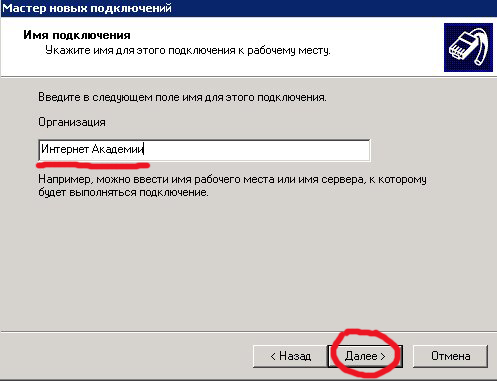 Мастер новых подключений
Имя подключения
Укажите имя для этого подключения к рабочему месту.
Введите в следующем поле имя для этого подключения.
Организация
Интернет Академии
Например, можно ввести имя рабочего места или имя сервера, к которому
будет выполняться подключение.
< Назад
Далее >
Отмена